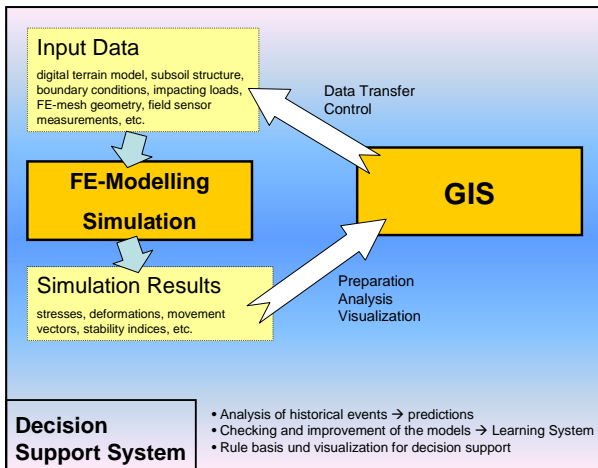 Input Data
digital terrain model, subsoil structure,
boundary conditions, impacting loads,
FE-mesh geometry, field sensor
measurements, etc.
Data Transfer
Control
FE-Modelling
Simulation
GIS
Simulation Results
stresses, deformations, movement
vectors, stability indices, etc.
Preparation
Analysis
Visualization
Decision
Support System
• Analysis of historical events → predictions
• Checking and improvement of the models → Learning System
• Rule basis und visualization for decision support